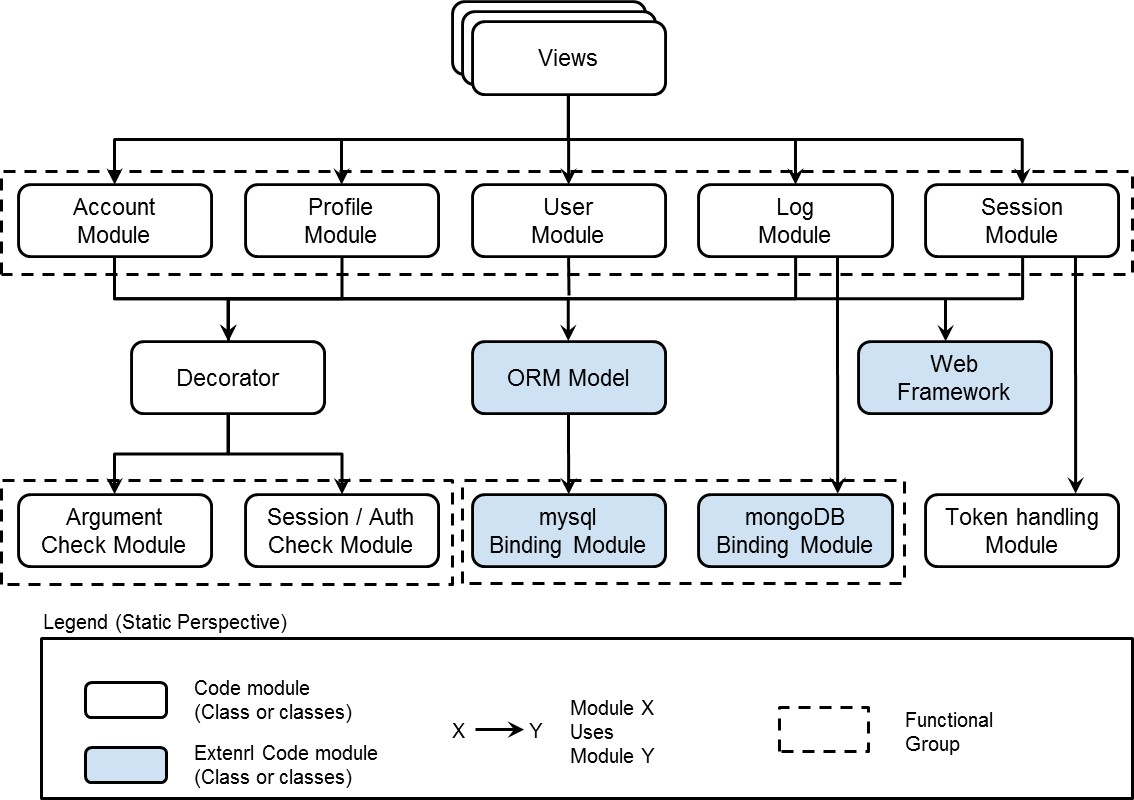 Views
Account
Module
Profile
Module
User
Module
Log
Module
Session
Module
Decorator
ORM Model
Web
Framework
Argument
Check Module
Session / Auth
Check Module
mysql
Binding Module
mongoDB
Binding Module
Token handling
Module
Legend (Static Perspective)
Code module
(Class or classes)
Extenrl Code module
(Class or classes)
X
Y
Module X
Uses
Module Y
Functional
Group